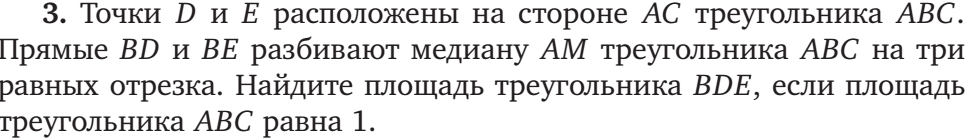 3. Точки D и E расположены на стороне AC треугольника ABC.
Прямые BD и BE разбивают медиану AM треугольника ABC на три
равных отрезка. Найдите площадь треугольника BDE, если площадь
треугольника ABC равна 1.